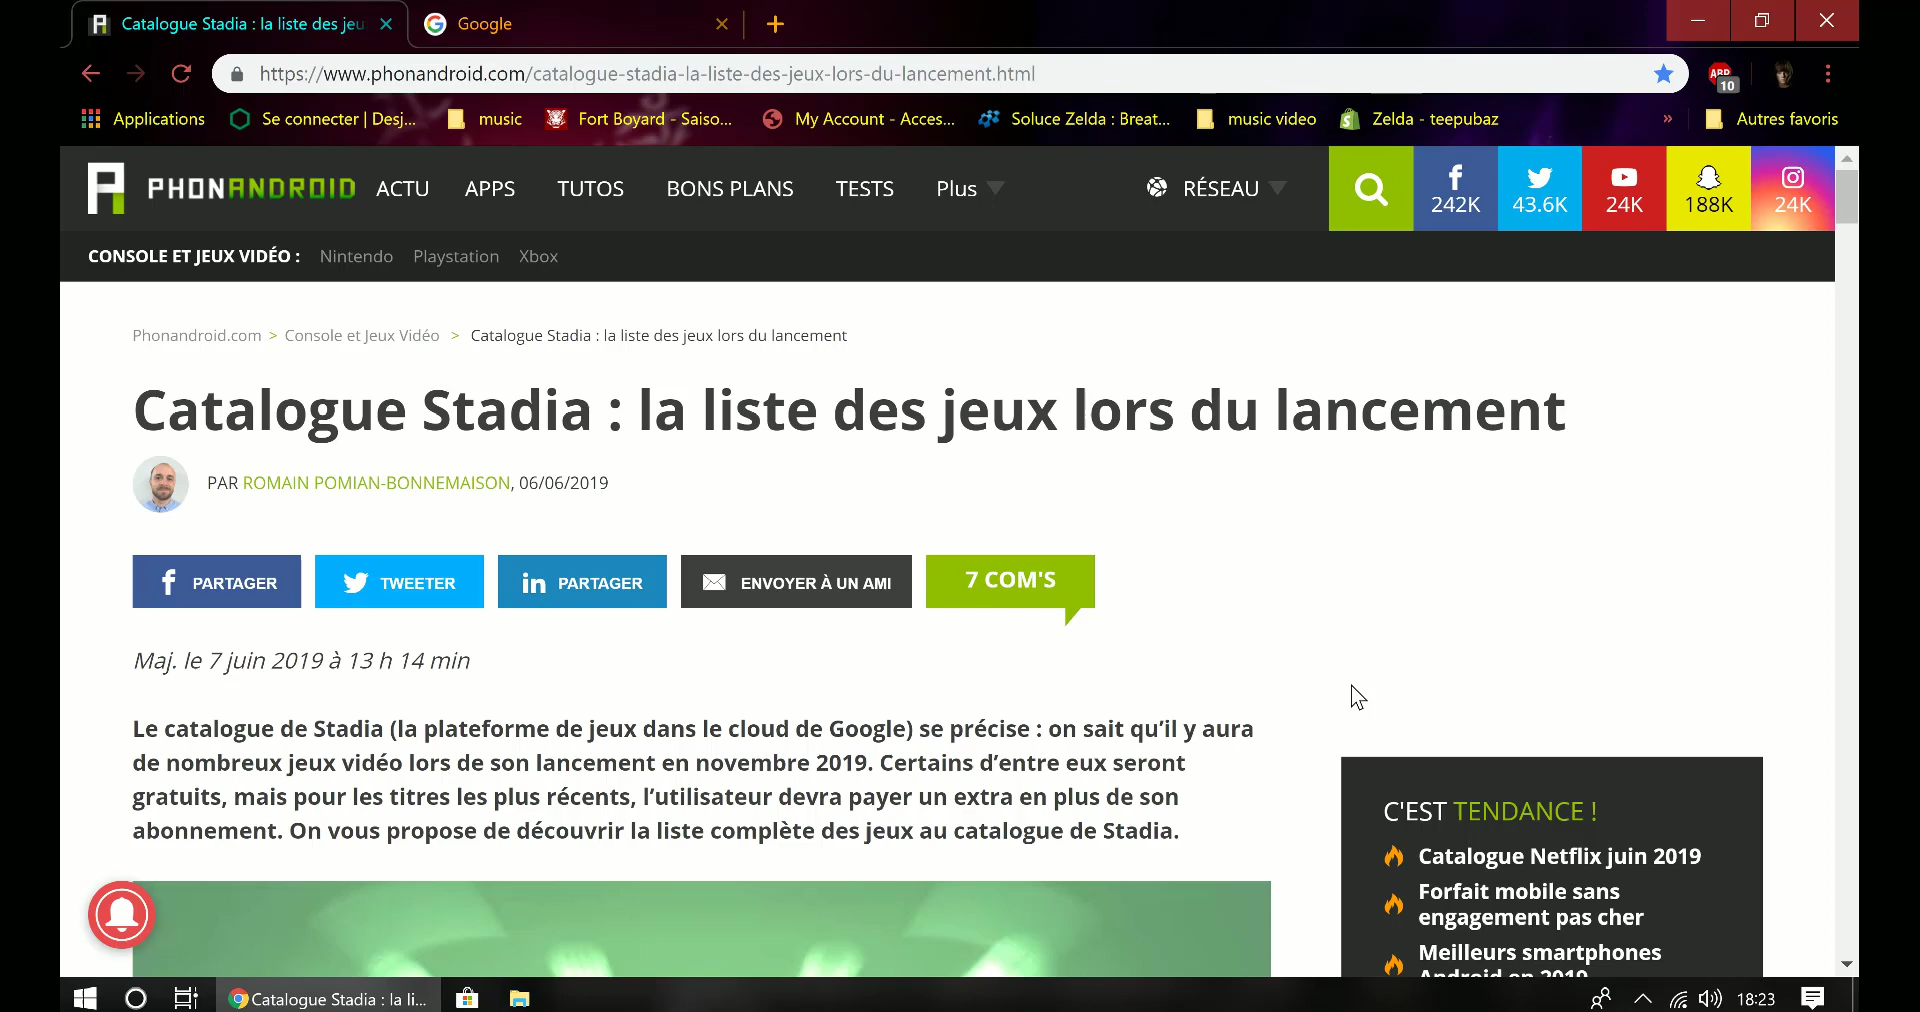 Catalogue Stadia : la liste des jeu
Google
https://www.phonandroid.com/catalogue-stadia-la-liste-des-jeux-lors-du-lancement.html
ABP
10
Applications
Se connecter | Desj...
music
Fort Boyard - Saiso...
My Account - Acces...
Soluce Zelda : Breat...
music video
Zelda - teepubaz
»
Autres favoris
PHONANDROID
ACTU
APPS
TUTOS
BONS PLANS
TESTS
Plus
RÉSEAU
242K
43.6K
24K
188K
24K
CONSOLE ET JEUX VIDÉO :
Nintendo
Playstation
Xbox
Phonandroid.com > Console et Jeux Vidéo > Catalogue Stadia : la liste des jeux lors du lancement
Catalogue Stadia : la liste des jeux lors du lancement
PAR ROMAIN POMIAN-BONNEMAISON, 06/06/2019
PARTAGER
TWEETER
PARTAGER
ENVOYER À UN AMI
7 COM'S
Maj. le 7 juin 2019 à 13 h 14 min
Le catalogue de Stadia (la plateforme de jeux dans le cloud de Google) se précise : on sait qu’il y aura
de nombreux jeux vidéo lors de son lancement en novembre 2019. Certains d’entre eux seront
gratuits, mais pour les titres les plus récents, l’utilisateur devra payer un extra en plus de son
abonnement. On vous propose de découvrir la liste complète des jeux au catalogue de Stadia.
C'EST TENDANCE !
Catalogue Netflix juin 2019
Forfait mobile sans
engagement pas cher
Meilleurs smartphones
Android en 2019
Catalogue Stadia : la li...
18:23